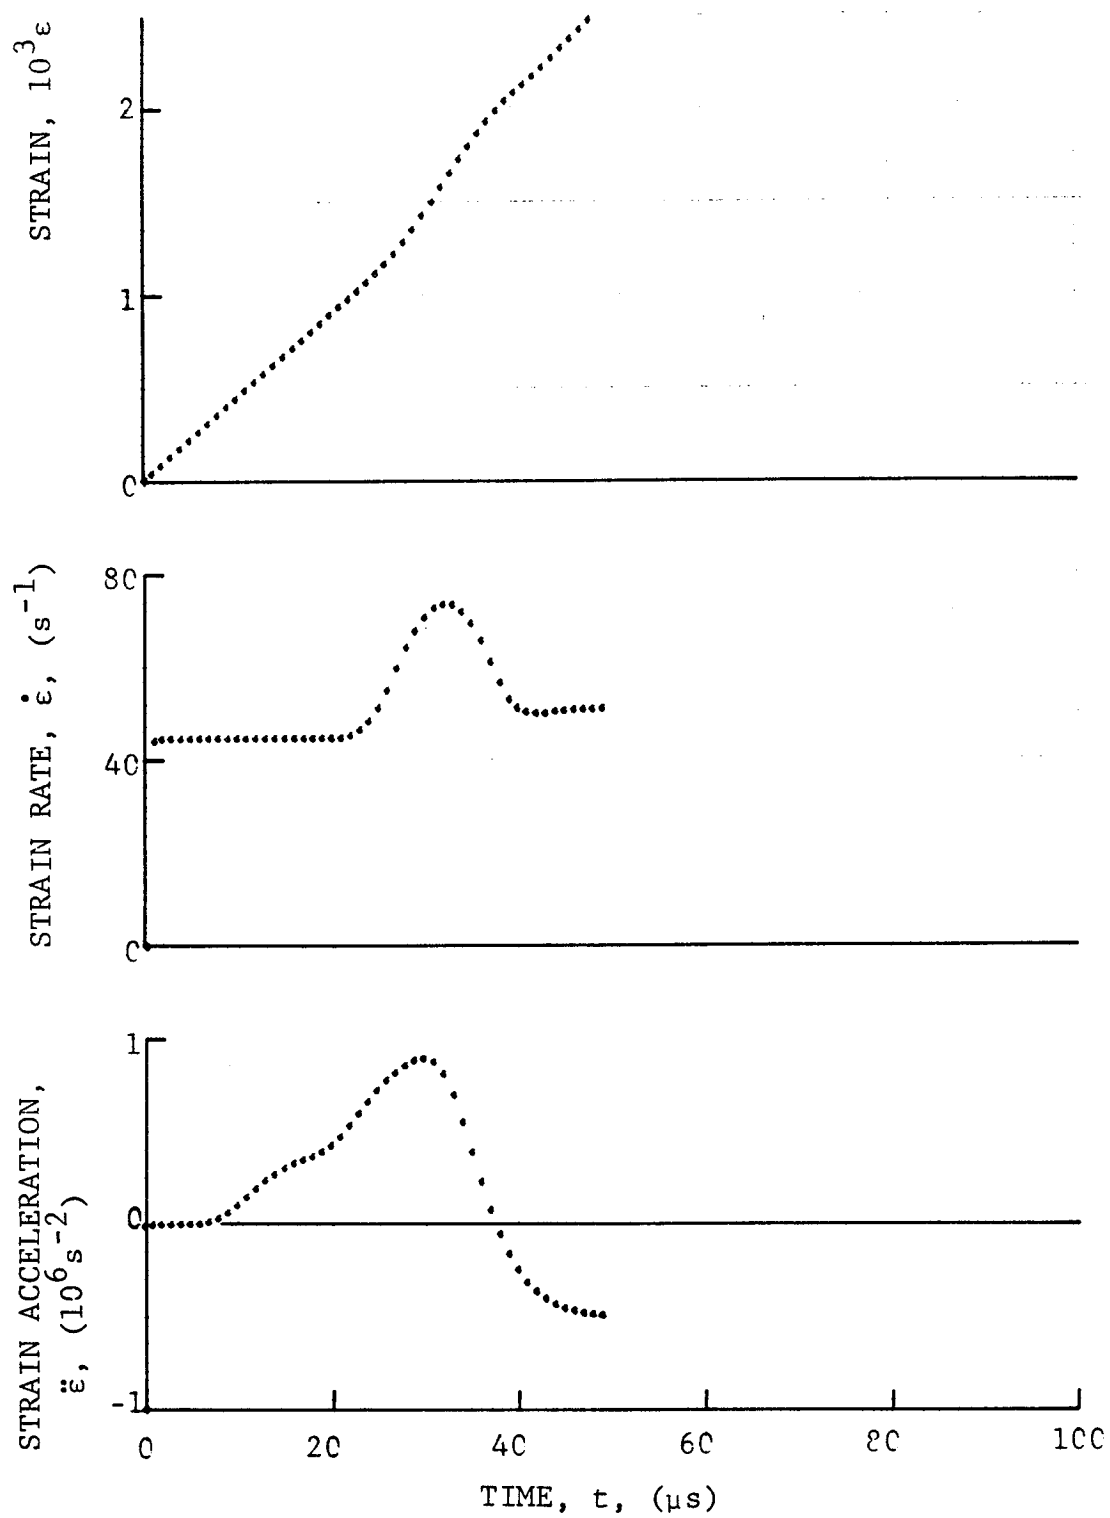 STRAIN, 10³ε
2
1
0
STRAIN RATE, ε̇, (s⁻¹)
80
40
0
STRAIN ACCELERATION,
ε̈, (10⁶s⁻²)
1
0
-1
0 20 40 60 80 100
TIME, t, (μs)